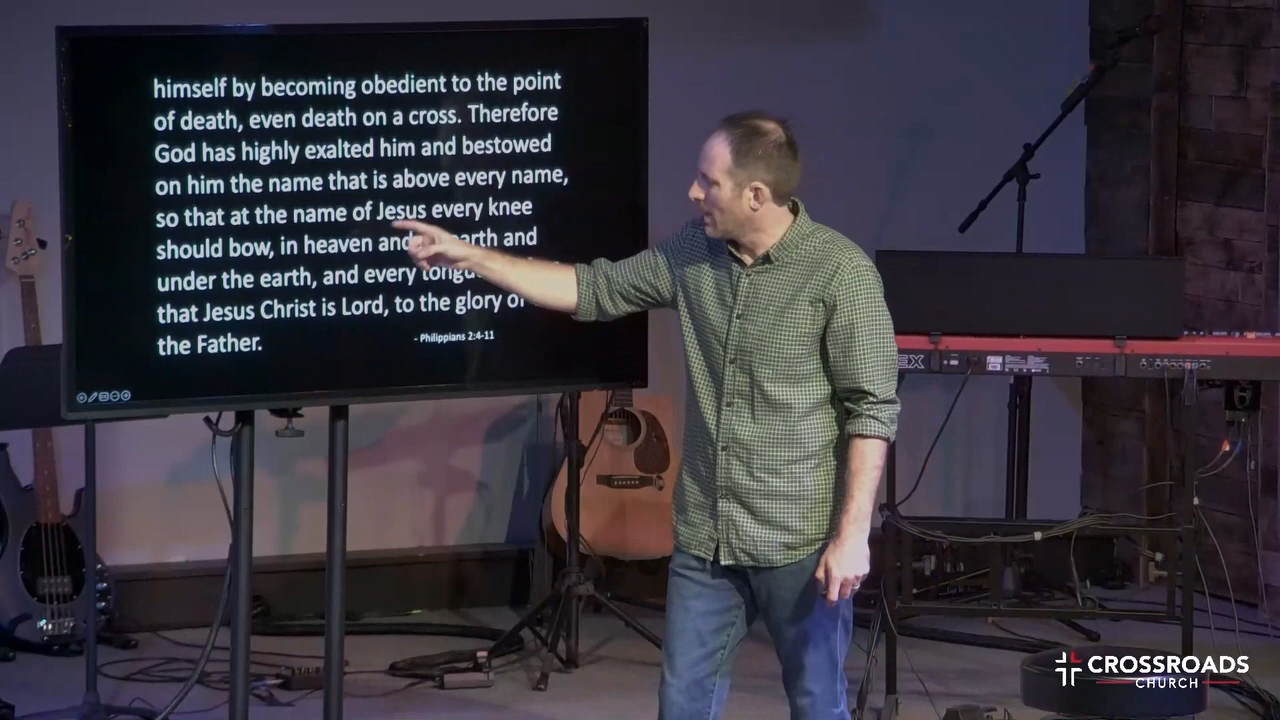 himself by becoming obedient to the point
of death, even death on a cross. Therefore
God has highly exalted him and bestowed
on him the name that is above every name,
so that at the name of Jesus every knee
should bow, in heaven and earth and
under the earth, and every
that Jesus Christ is Lord, to the glory
the Father.
- Philippians 2:4-11
EX
CROSSROADS
CHURCH